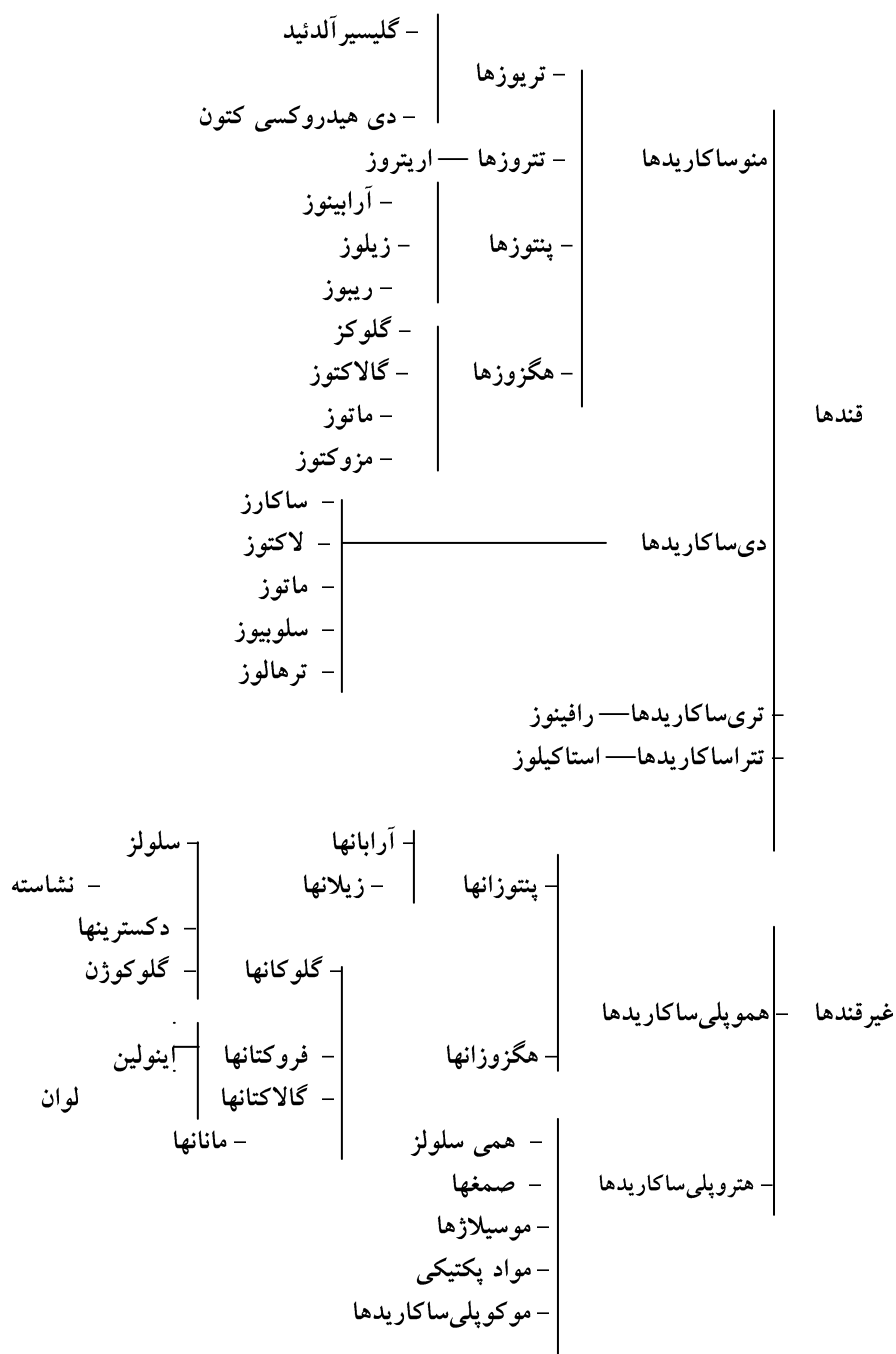 گلیسیرآلدئید –
تریوزها –
دی هیدروکسی کتون –
منوساکاریدها
تتروزها — اریتروز –
آرابینوز –
پنتوزها –
زیلوز –
ریبوز –
گلوکز –
هگزوزها –
گالاکتوز –
قندها
ماتوز –
مزوکتوز –
ساکارز –
دی‌ساکاریدها
لاکتوز –
ماتوز –
سلوبیوز –
ترهالوز –
تری‌ساکاریدها— رافینوز –
تتراساکاریدها— استاکیلوز –
آرابانها –
سلولز –
پنتوزانها –
زیلانها –
نشاسته –
دکسترینها –
گلوکانها –
گلوکوژن –
غیرقندها
هموپلی‌ساکاریدها –
هگزوزانها –
فروکتانها –
اینولین
گالاکتانها –
لوان
همی سلولز –
مانانها –
هتروپلی‌ساکاریدها –
صمغها –
موسیلاژها –
مواد پکتیکی –
موکوپلی‌ساکاریدها –